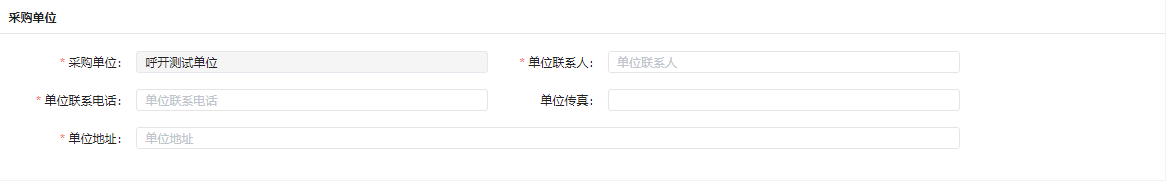 采购单位
* 采购单位: 呼开测试单位 * 单位联系人: 单位联系人
* 单位联系电话: 单位联系电话 单位传真:
* 单位地址: 单位地址